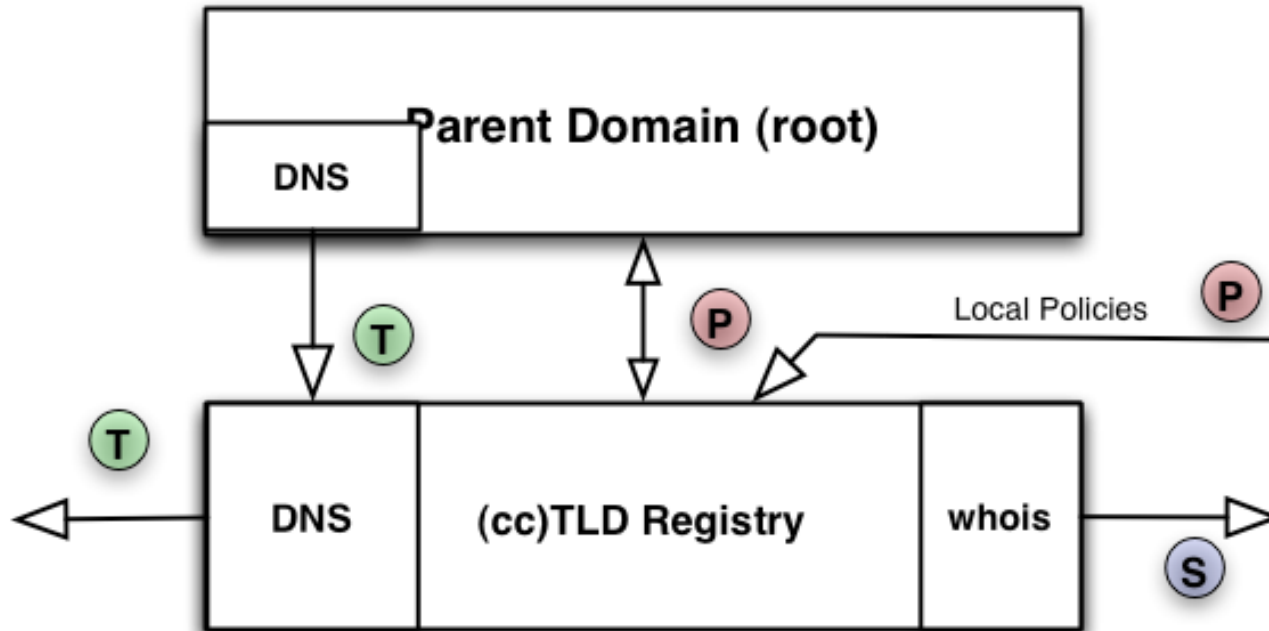 Parent Domain (root)
DNS
T
P
Local Policies
P
T
DNS
(cc)TLD Registry
whois
S